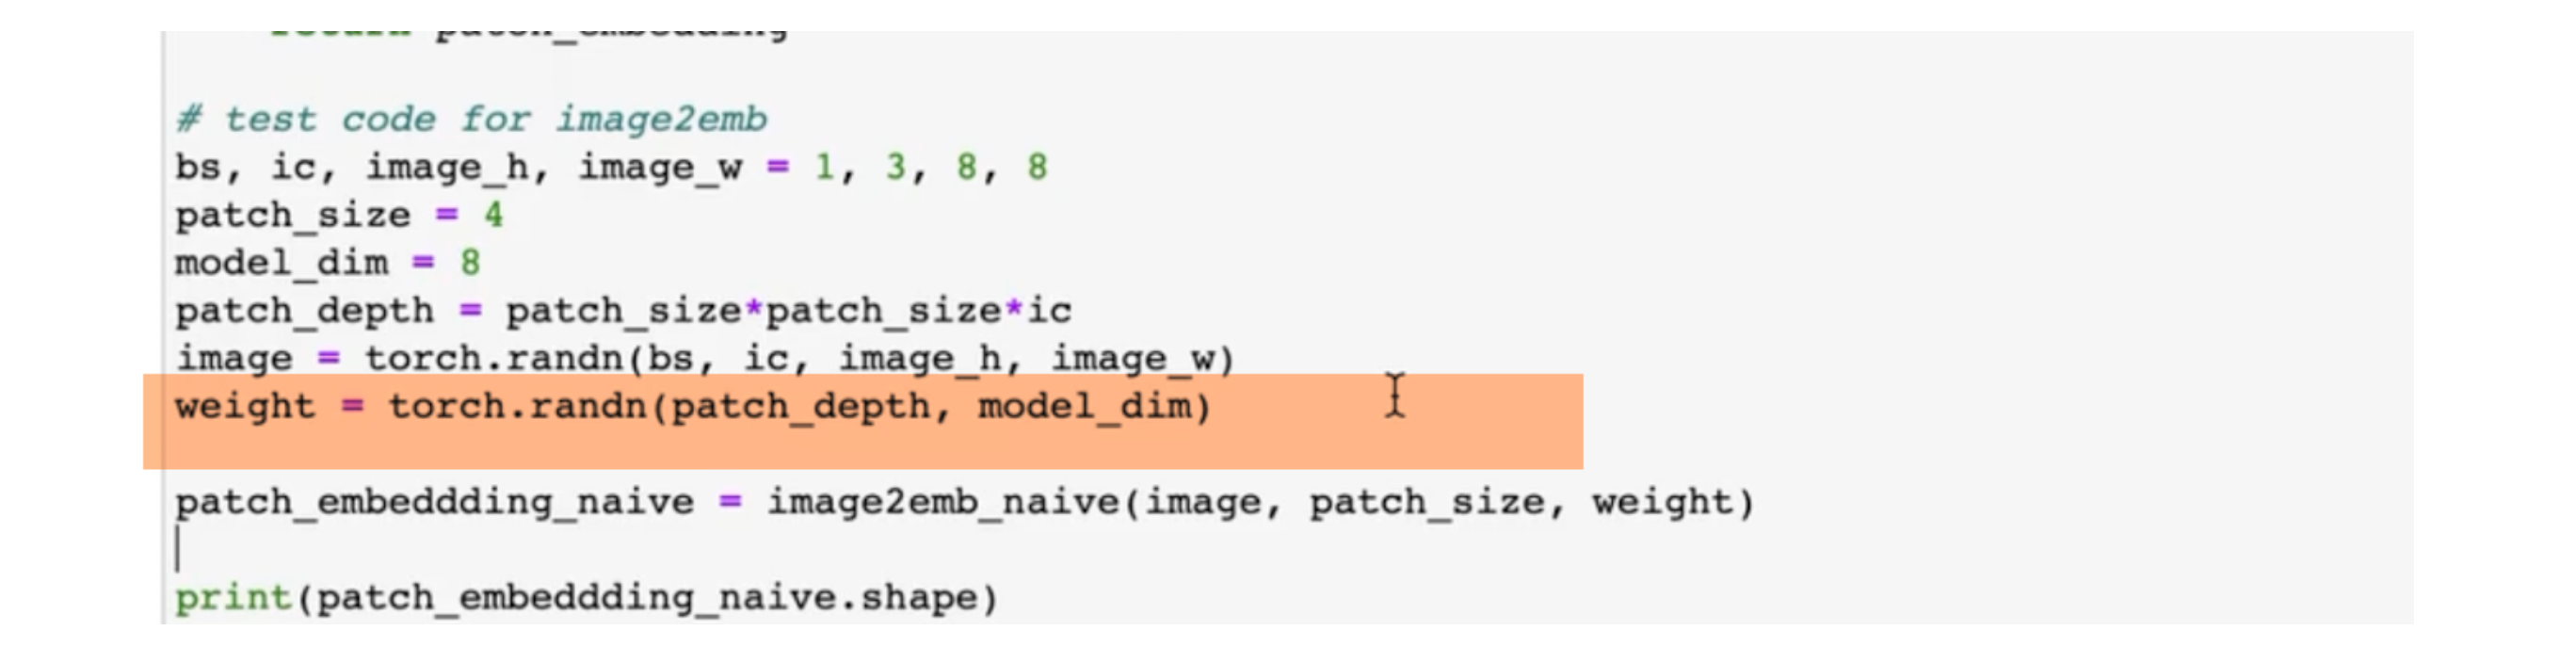 return patch_embedding
# test code for image2emb
bs, ic, image_h, image_w = 1, 3, 8, 8
patch_size = 4
model_dim = 8
patch_depth = patch_size*patch_size*ic
image = torch.randn(bs, ic, image_h, image_w)
weight = torch.randn(patch_depth, model_dim)
patch_embeddding_naive = image2emb_naive(image, patch_size, weight)
print(patch_embeddding_naive.shape)